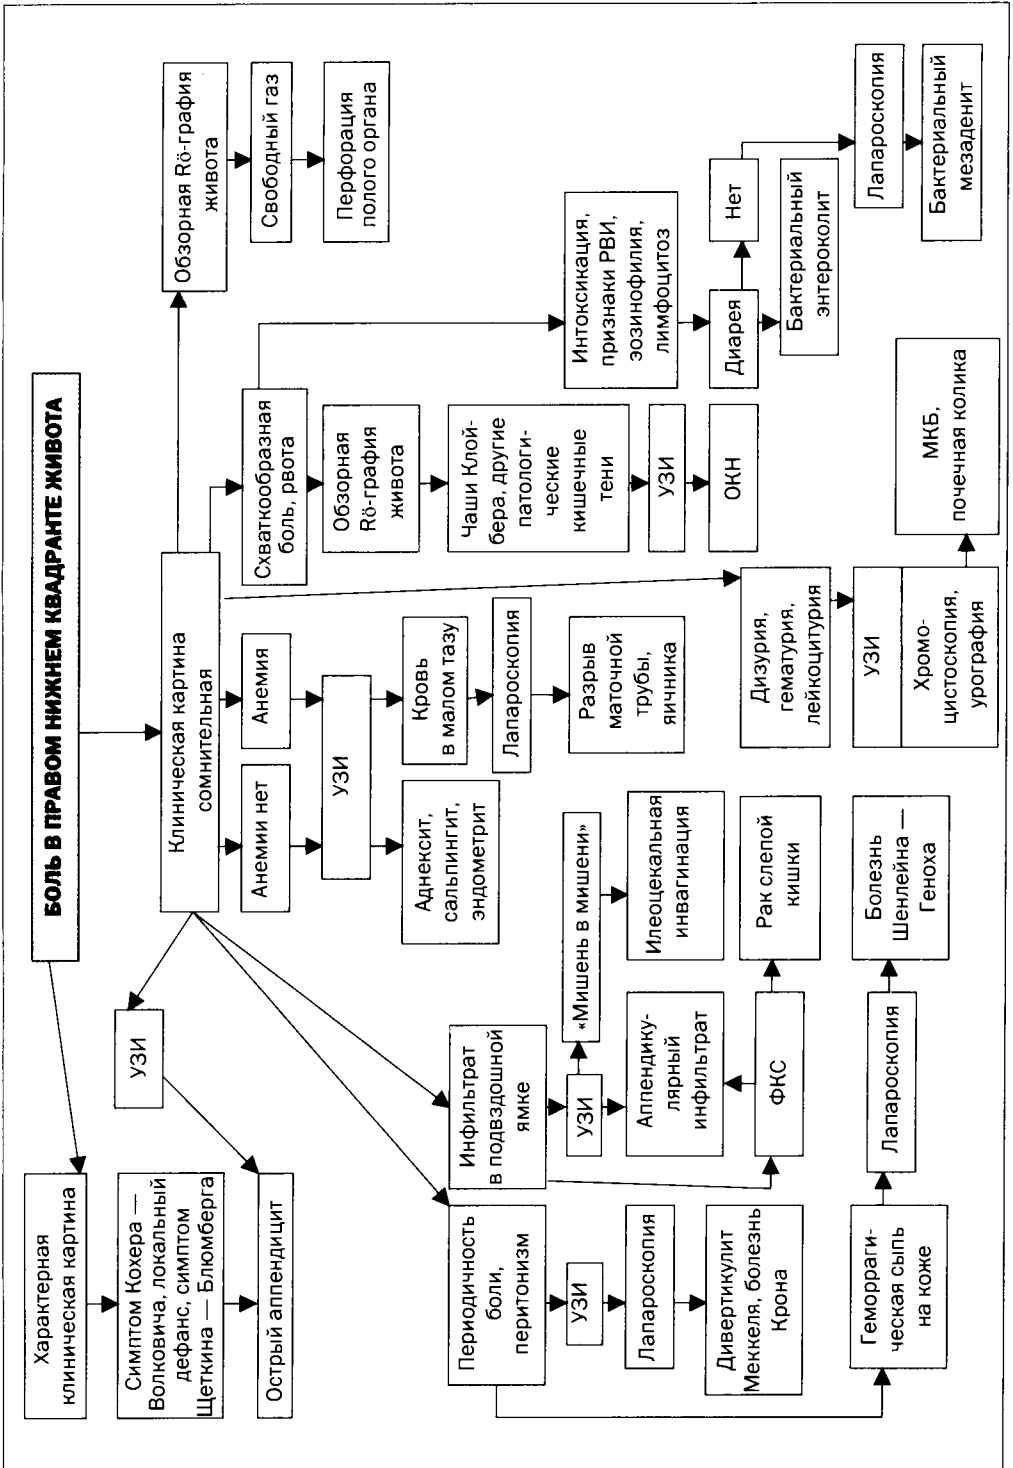 БОЛЬ В ПРАВОМ НИЖНЕМ КВАДРАНТЕ ЖИВОТА
Характерная
клиническая картина
Симптом Кохера —
Волковича, локальный
дефанс, симптом
Щеткина — Блюмберга
Острый аппендицит
УЗИ
Клиническая картина
сомнительная
Обзорная Rö-графия
живота
Свободный газ
Перфорация
полого органа
Анемии нет
Анемия
УЗИ
Аднексит,
сальпингит,
эндометрит
Кровь
в малом тазу
Лапароскопия
Разрыв
маточной
трубы,
яичника
Схваткообразная
боль, рвота
Обзорная
Rö-графия
живота
Чаши Клой-
бера, другие
патологи-
ческие
кишечные
тени
УЗИ
ОКН
Интоксикация,
признаки РВИ,
эозинофилия,
лимфоцитоз
Диарея
Нет
Бактериальный
энтероколит
Лапароскопия
Бактериальный
мезаденит
Периодичность
боли,
перитонизм
УЗИ
Лапароскопия
Дивертикулит
Меккеля, болезнь
Крона
Инфильтрат
в подвздошной
ямке
УЗИ
«Мишень в мишени»
Аппендику-
лярный
инфильтрат
Илеоцекальная
инвагинация
ФКС
Рак слепой
кишки
Дизурия,
гематурия,
лейкоцитурия
УЗИ
Хромо-
цистоскопия,
урография
МКБ,
почечная колика
Геморраги-
ческая сыпь
на коже
Лапароскопия
Болезнь
Шенлейна —
Геноха